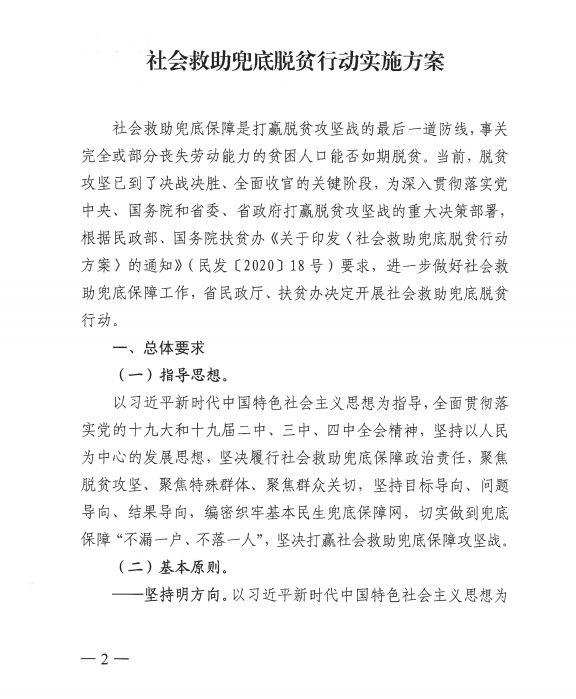 社会救助兜底脱贫行动实施方案
社会救助兜底保障是打赢脱贫攻坚战的最后一道防线，事关
完全或部分丧失劳动能力的贫困人口能否如期脱贫。当前，脱贫
攻坚已到了决战决胜、全面收官的关键阶段，为深入贯彻落实党
中央、国务院和省委、省政府打赢脱贫攻坚战的重大决策部署，
根据民政部、国务院扶贫办《关于印发〈社会救助兜底脱贫行动
方案〉的通知》（民发〔2020〕18号）要求，进一步做好社会救
助兜底保障工作，省民政厅、扶贫办决定开展社会救助兜底脱贫
行动。
一、总体要求
（一）指导思想。
以习近平新时代中国特色社会主义思想为指导，全面贯彻落
实党的十九大和十九届二中、三中、四中全会精神，坚持以人民
为中心的发展思想，坚决履行社会救助兜底保障政治责任，聚焦
脱贫攻坚、聚焦特殊群体、聚焦群众关切，坚持目标导向、问题
导向、结果导向，编密织牢基本民生兜底保障网，切实做到兜底
保障“不漏一户、不落一人”，坚决打赢社会救助兜底保障攻坚战。
（二）基本原则。
——坚持明方向。以习近平新时代中国特色社会主义思想为
— 2 —